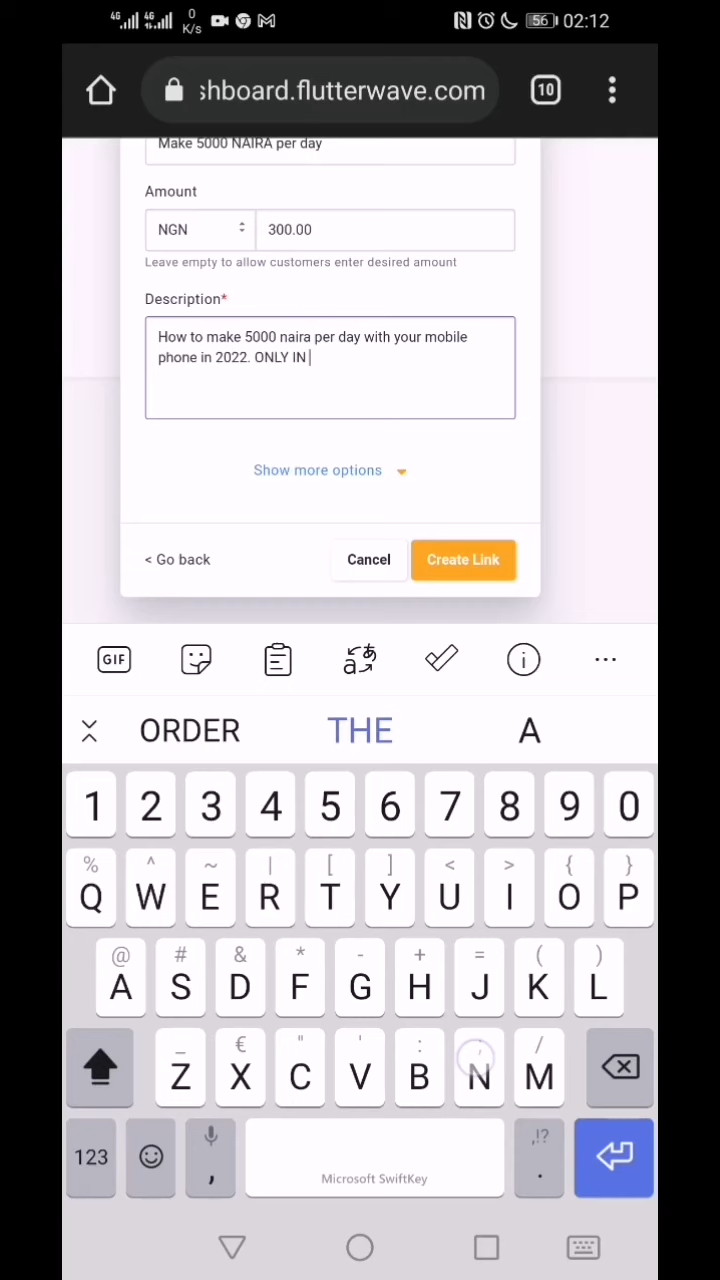 4G 4G 0 K/s 56 02:12
shboard.flutterwave.com 10
Make 5000 NAIRA per day
Amount
NGN 300.00
Leave empty to allow customers enter desired amount
Description*
How to make 5000 naira per day with your mobile
phone in 2022. ONLY IN
Show more options
< Go back Cancel Create Link
GIF
ORDER THE A
1 2 3 4 5 6 7 8 9 0
% ^ ~ | [ ] < > { }
Q W E R T Y U I O P
@ # & * - + = ( )
A S D F G H J K L
_ € " ' : ; /
Z X C V B N M
,!?
123 , Microsoft SwiftKey .